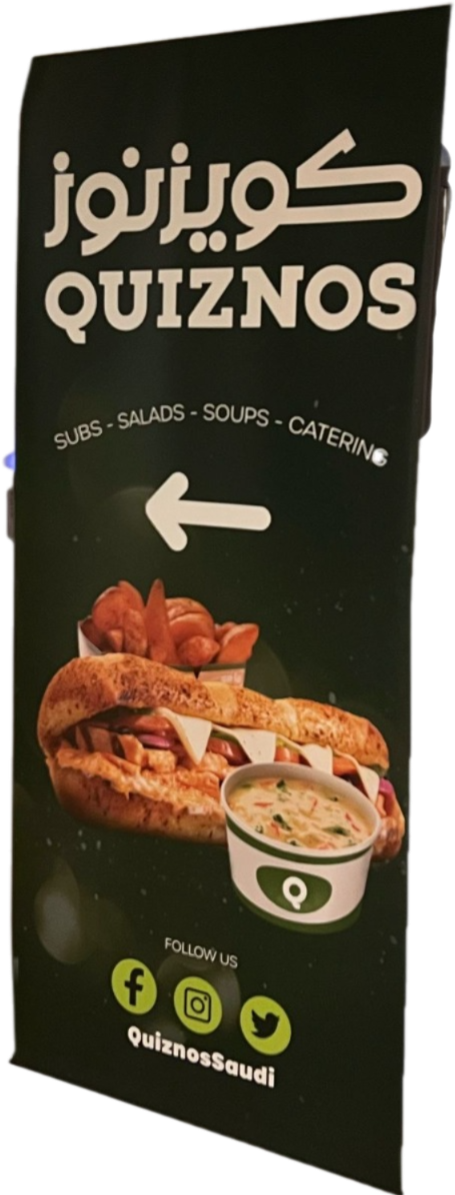 كويزنوز
QUIZNOS
SUBS - SALADS - SOUPS - CATERING
Q
FOLLOW US
QuiznosSaudi